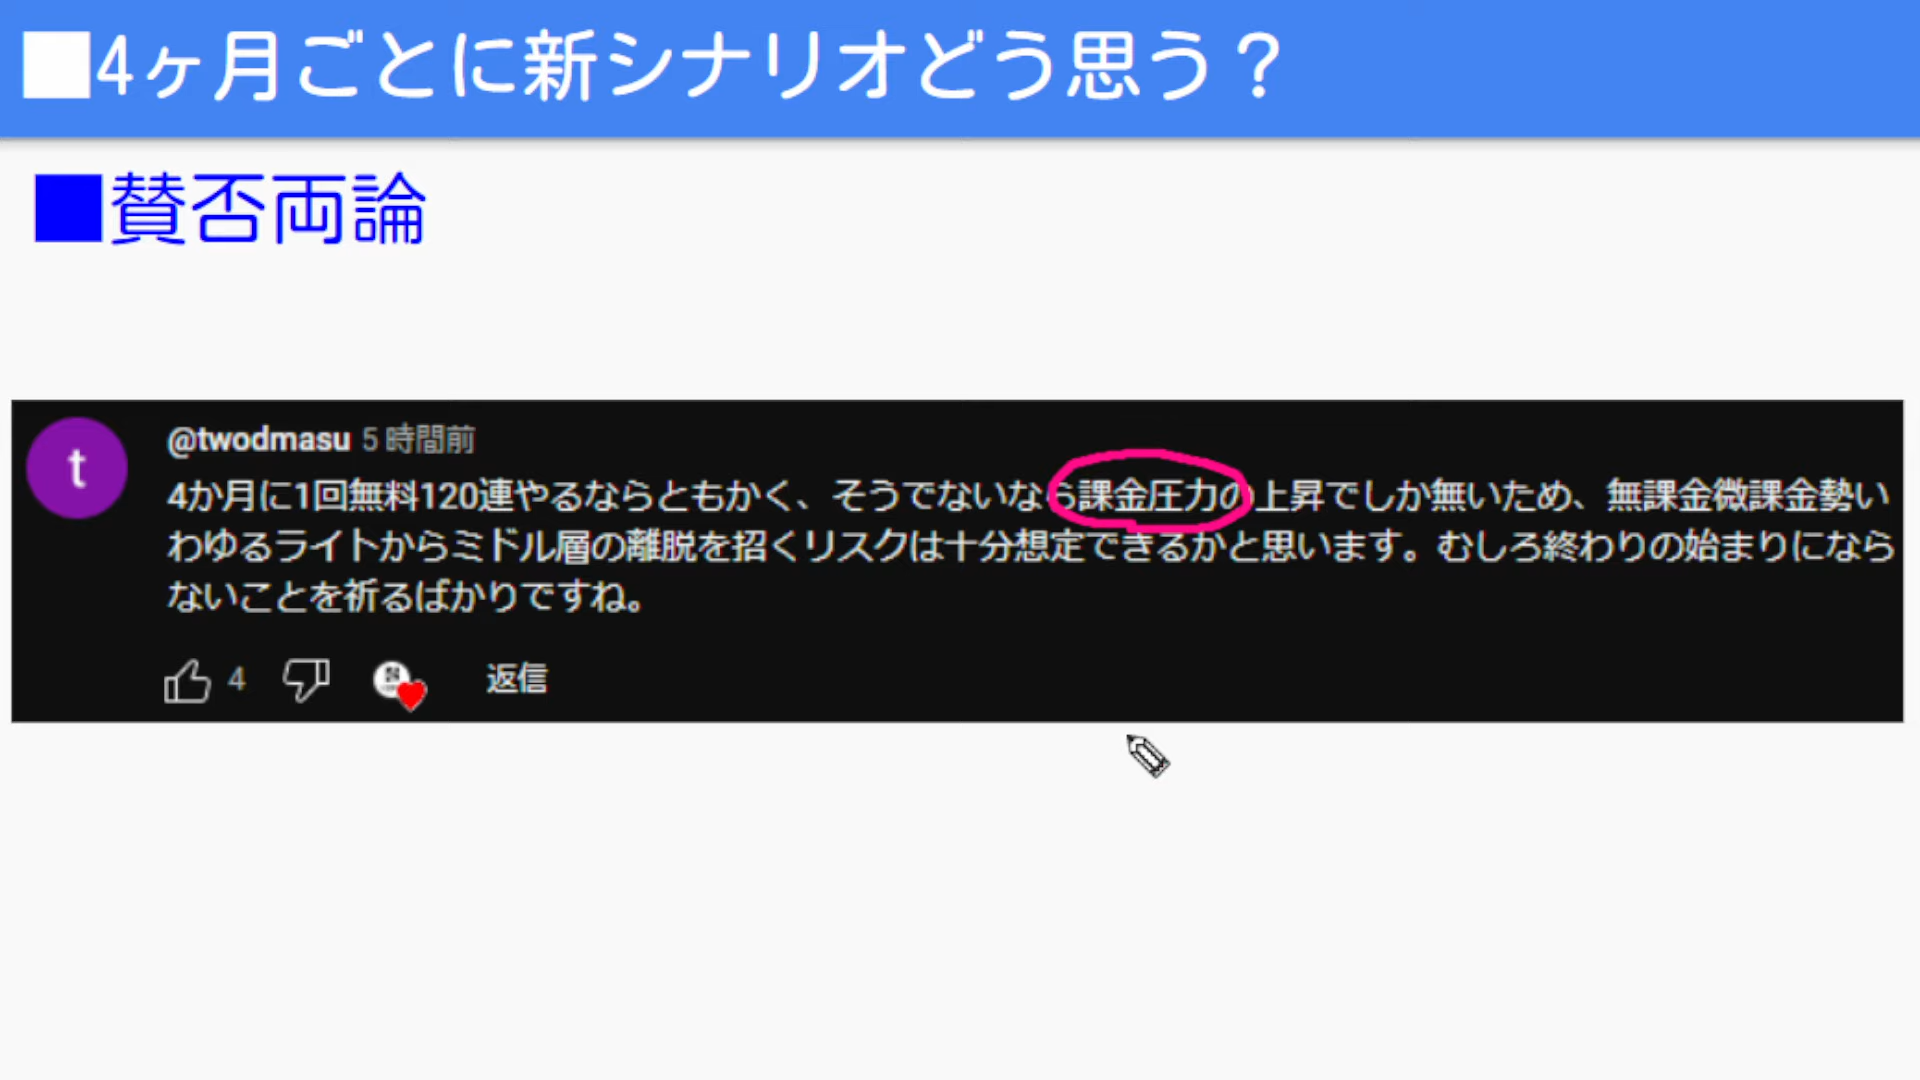 ■4ヶ月ごとに新シナリオどう思う？
■賛否両論
t
@twodmasu 5 時間前
4か月に1回無料120連やるならともかく、そうでないなら課金圧力の上昇でしか無いため、無課金微課金勢い
わゆるライトからミドル層の離脱を招くリスクは十分想定できるかと思います。むしろ終わりの始まりになら
ないことを祈るばかりですね。
4 返信